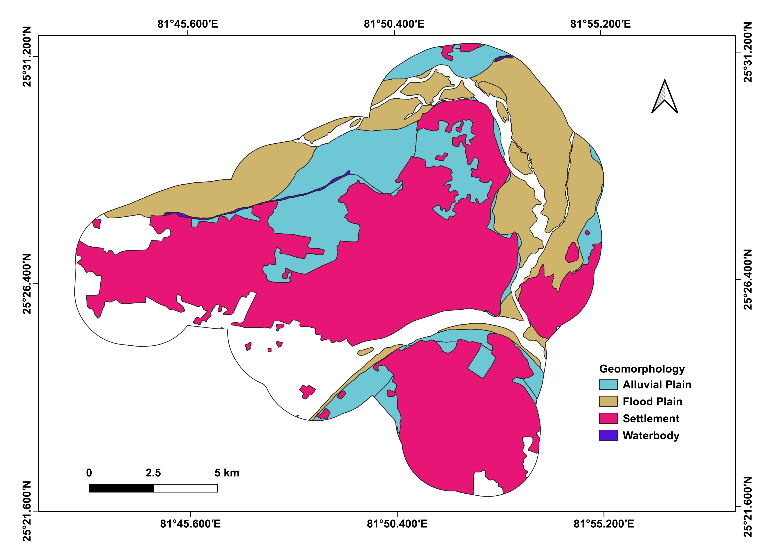 81°45.600'E 81°50.400'E 81°55.200'E
25°31.200'N 25°31.200'N
25°26.400'N 25°26.400'N
Geomorphology
Alluvial Plain
Flood Plain
Settlement
Waterbody
0 2.5 5 km
25°21.600'N 25°21.600'N
81°45.600'E 81°50.400'E 81°55.200'E